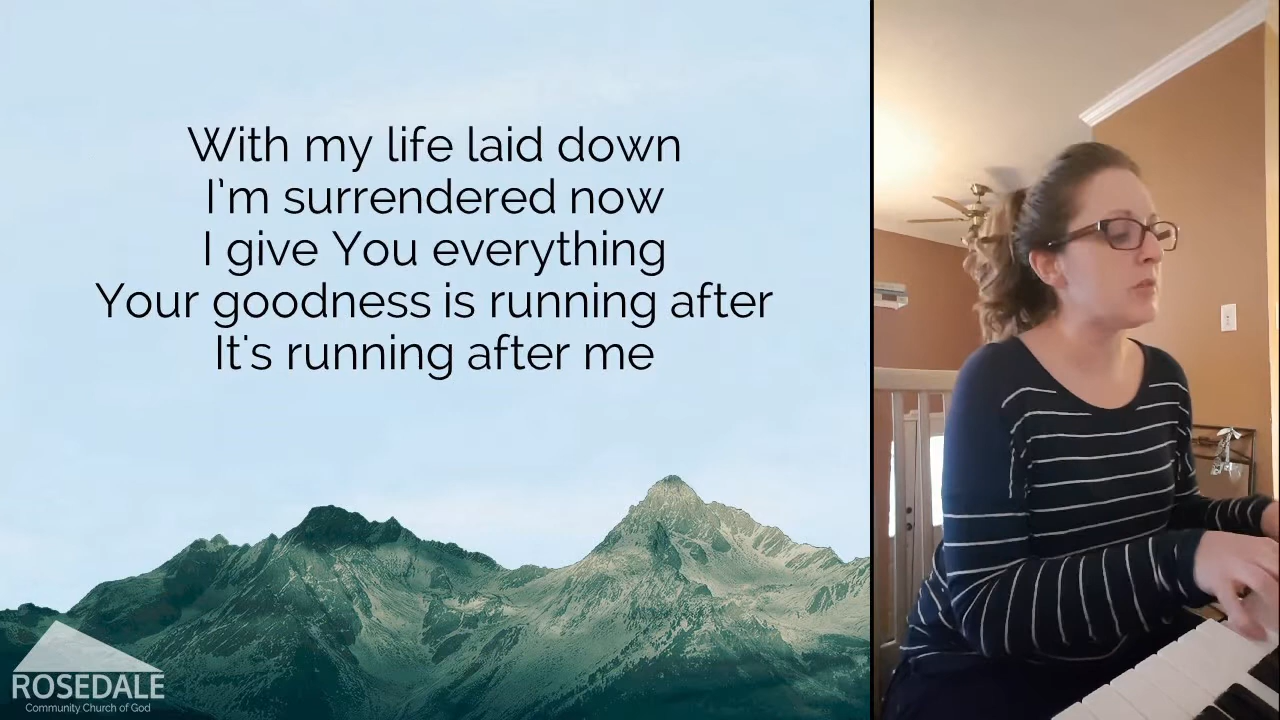 With my life laid down
I'm surrendered now
I give You everything
Your goodness is running after
It's running after me
ROSEDALE
Community Church of God